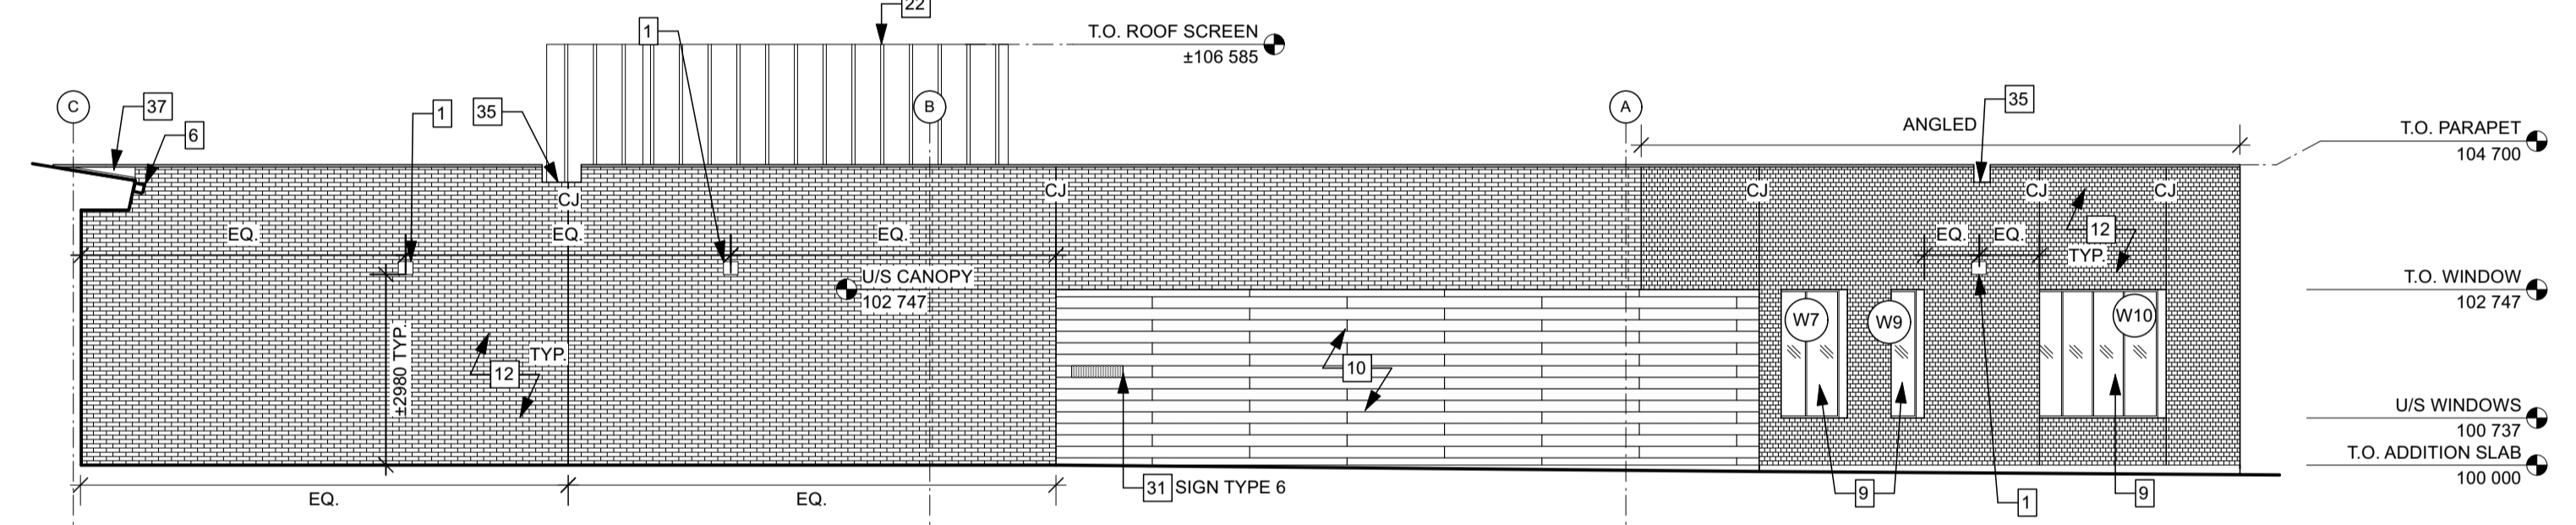 22
1
T.O. ROOF SCREEN
±106 585
C
37
6
1
35
B
A
35
ANGLED
T.O. PARAPET
104 700
CJ
CJ
CJ
CJ
CJ
EQ.
EQ.
EQ.
EQ.
EQ.
12
TYP.
U/S CANOPY
102 747
T.O. WINDOW
102 747
W7
W9
W10
±2980 TYP.
TYP.
12
10
U/S WINDOWS
100 737
T.O. ADDITION SLAB
100 000
EQ.
EQ.
31 SIGN TYPE 6
9
1
9